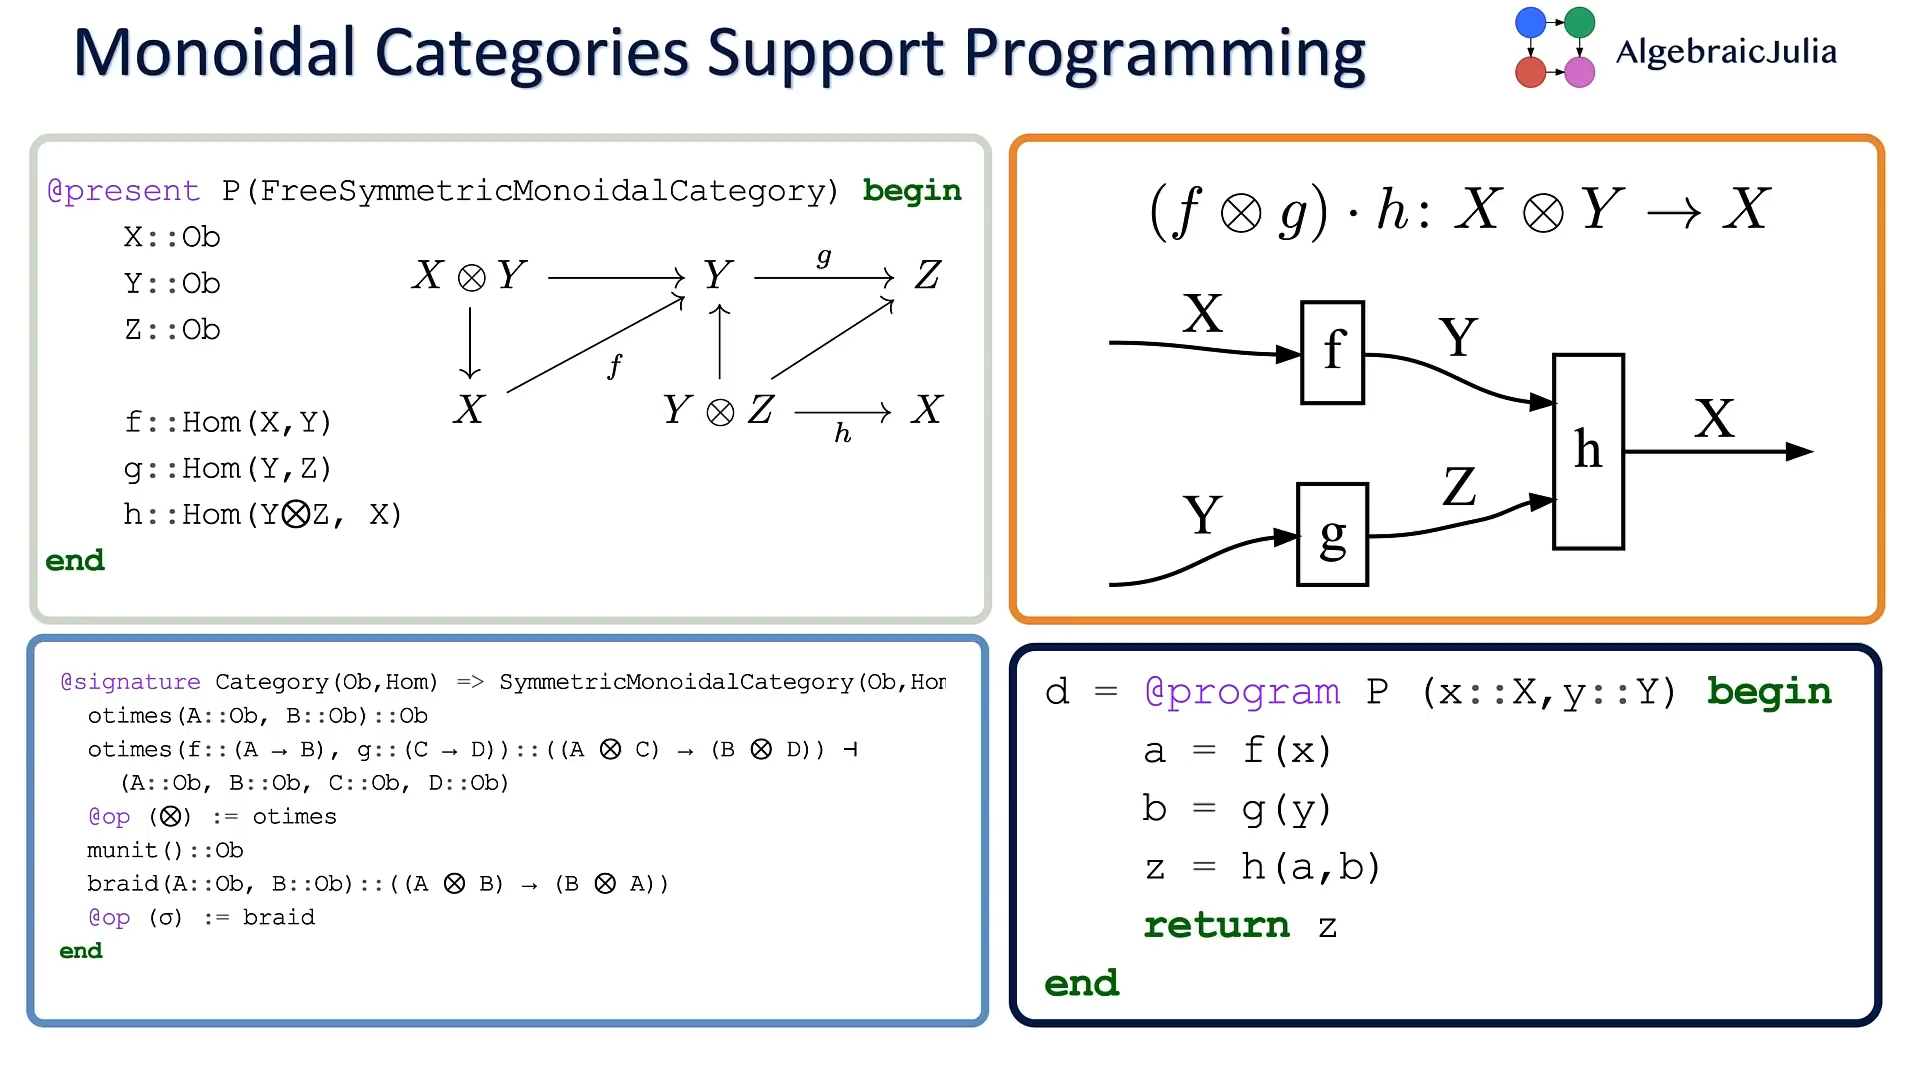 Monoidal Categories Support Programming
AlgebraicJulia
@present P(FreeSymmetricMonoidalCategory) begin
X::Ob
Y::Ob
Z::Ob
f::Hom(X,Y)
g::Hom(Y,Z)
h::Hom(Y⊗Z, X)
end
X ⊗ Y Y g Z
f
X Y ⊗ Z h X
(f ⊗ g) · h: X ⊗ Y → X
X f Y
h X
Y g Z
@signature Category(Ob,Hom) => SymmetricMonoidalCategory(Ob,Hom
otimes(A::Ob, B::Ob)::Ob
otimes(f::(A → B), g::(C → D))::((A ⊗ C) → (B ⊗ D)) ⊣
(A::Ob, B::Ob, C::Ob, D::Ob)
@op (⊗) := otimes
munit()::Ob
braid(A::Ob, B::Ob)::((A ⊗ B) → (B ⊗ A))
@op (σ) := braid
end
d = @program P (x::X,y::Y) begin
a = f(x)
b = g(y)
z = h(a,b)
return z
end